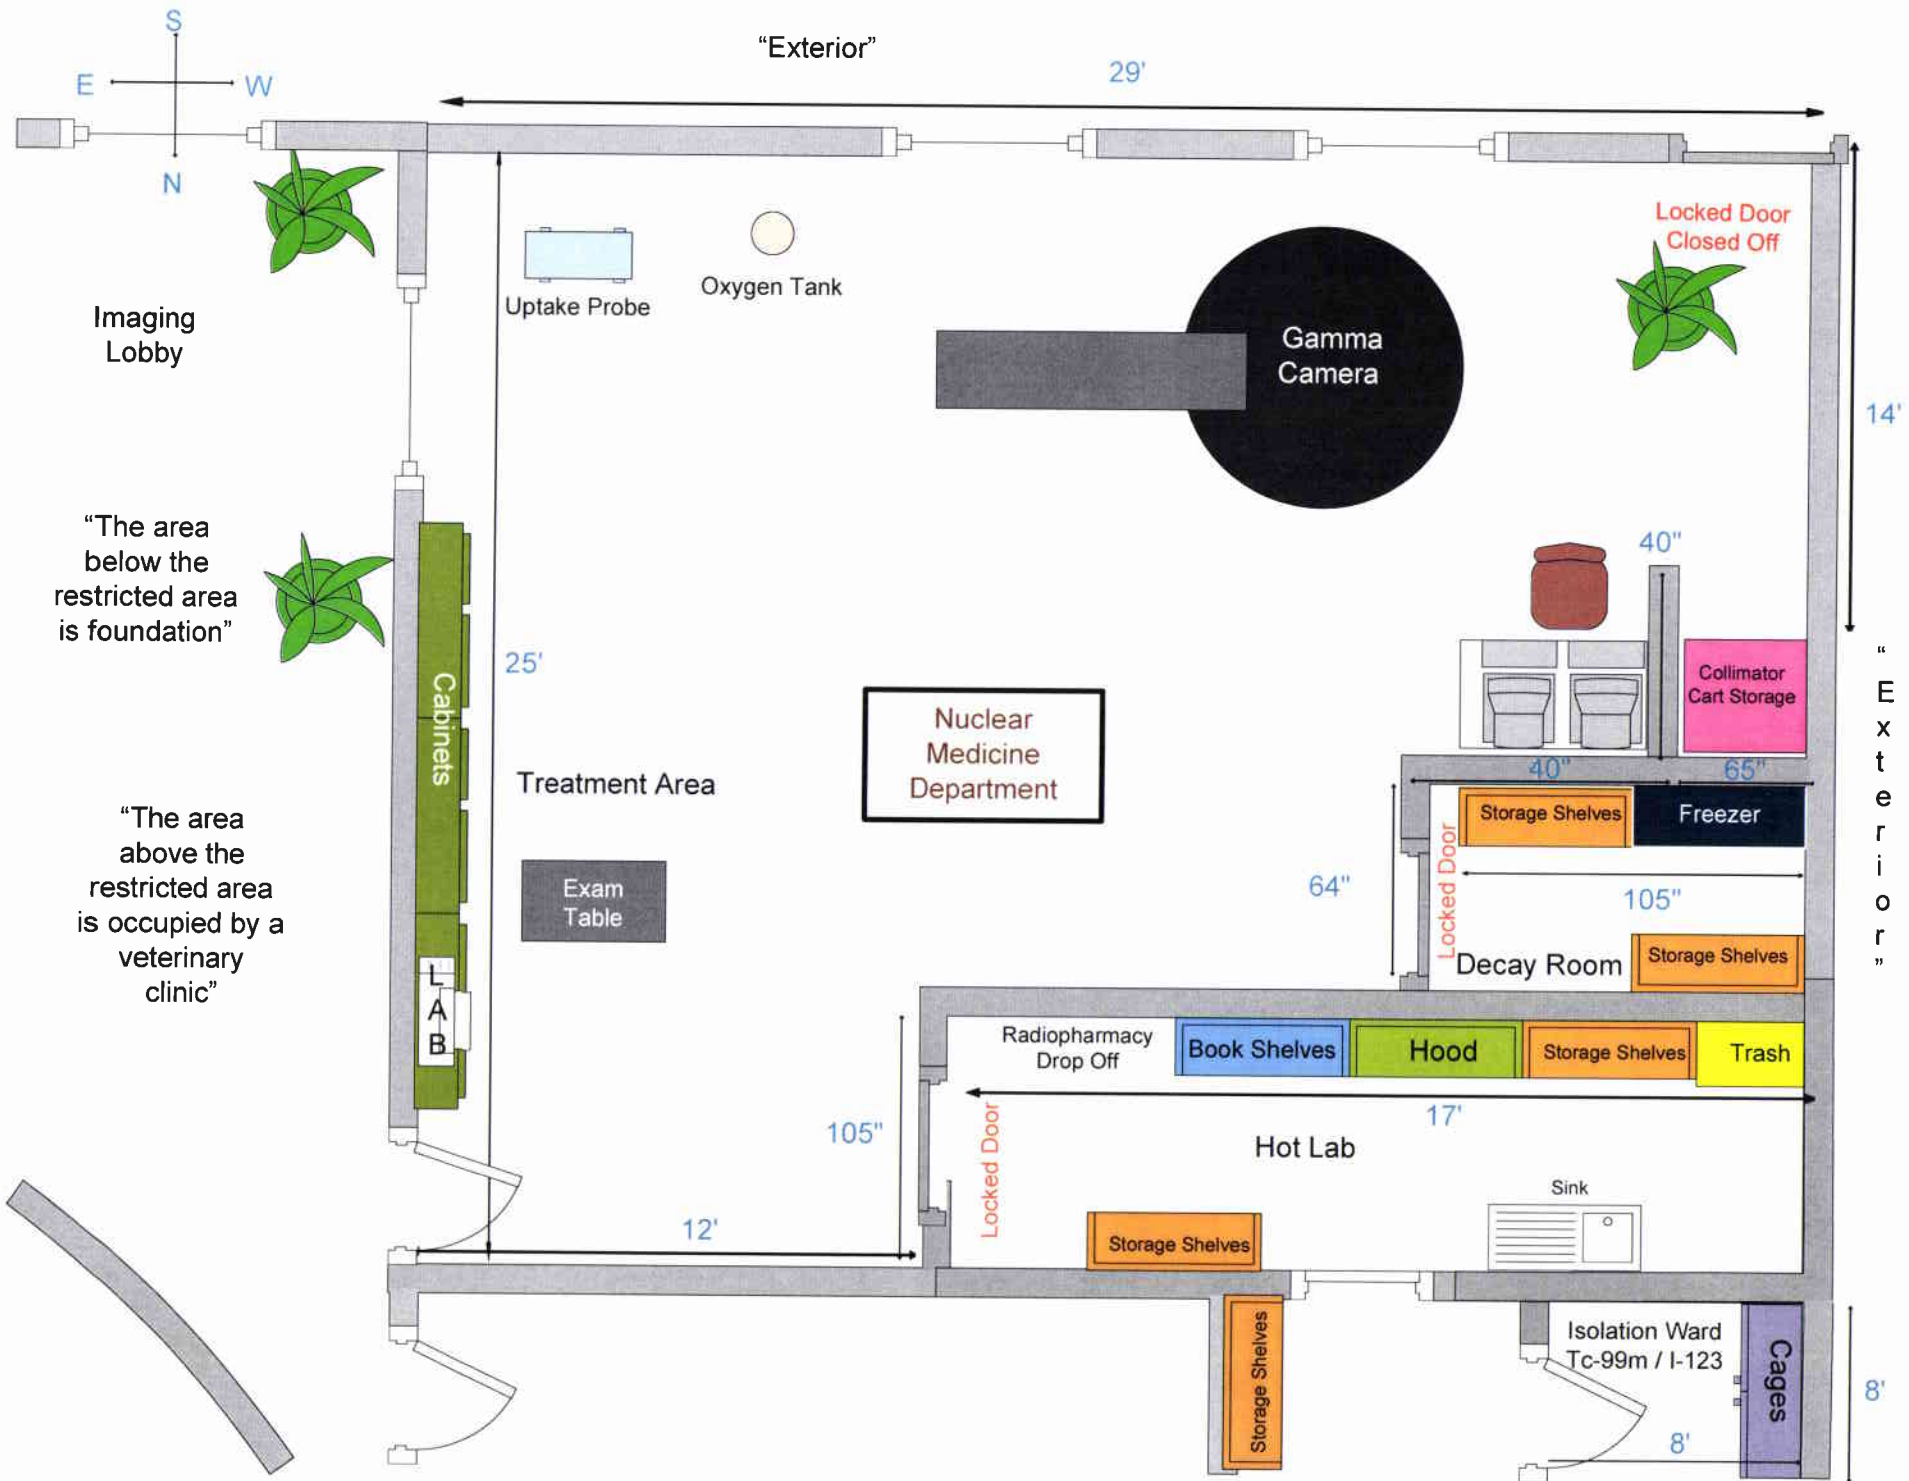 S
E
W
N
“Exterior”
29'
Locked Door
Closed Off
Uptake Probe
Oxygen Tank
Gamma
Camera
Imaging
Lobby
14'
“The area
below the
restricted area
is foundation”
40"
25'
Cabinets
Collimator
Cart Storage
“
E
x
t
e
r
i
o
r
”
Nuclear
Medicine
Department
Treatment Area
40"
65"
Storage Shelves
Freezer
“The area
above the
restricted area
is occupied by a
veterinary
clinic”
Exam
Table
64"
Locked Door
105"
Decay Room
Storage Shelves
L
A
B
Radiopharmacy
Drop Off
Book Shelves
Hood
Storage Shelves
Trash
105"
Locked Door
17'
Hot Lab
Sink
12'
Storage Shelves
Storage Shelves
Isolation Ward
Tc-99m / I-123
Cages
8'
8'